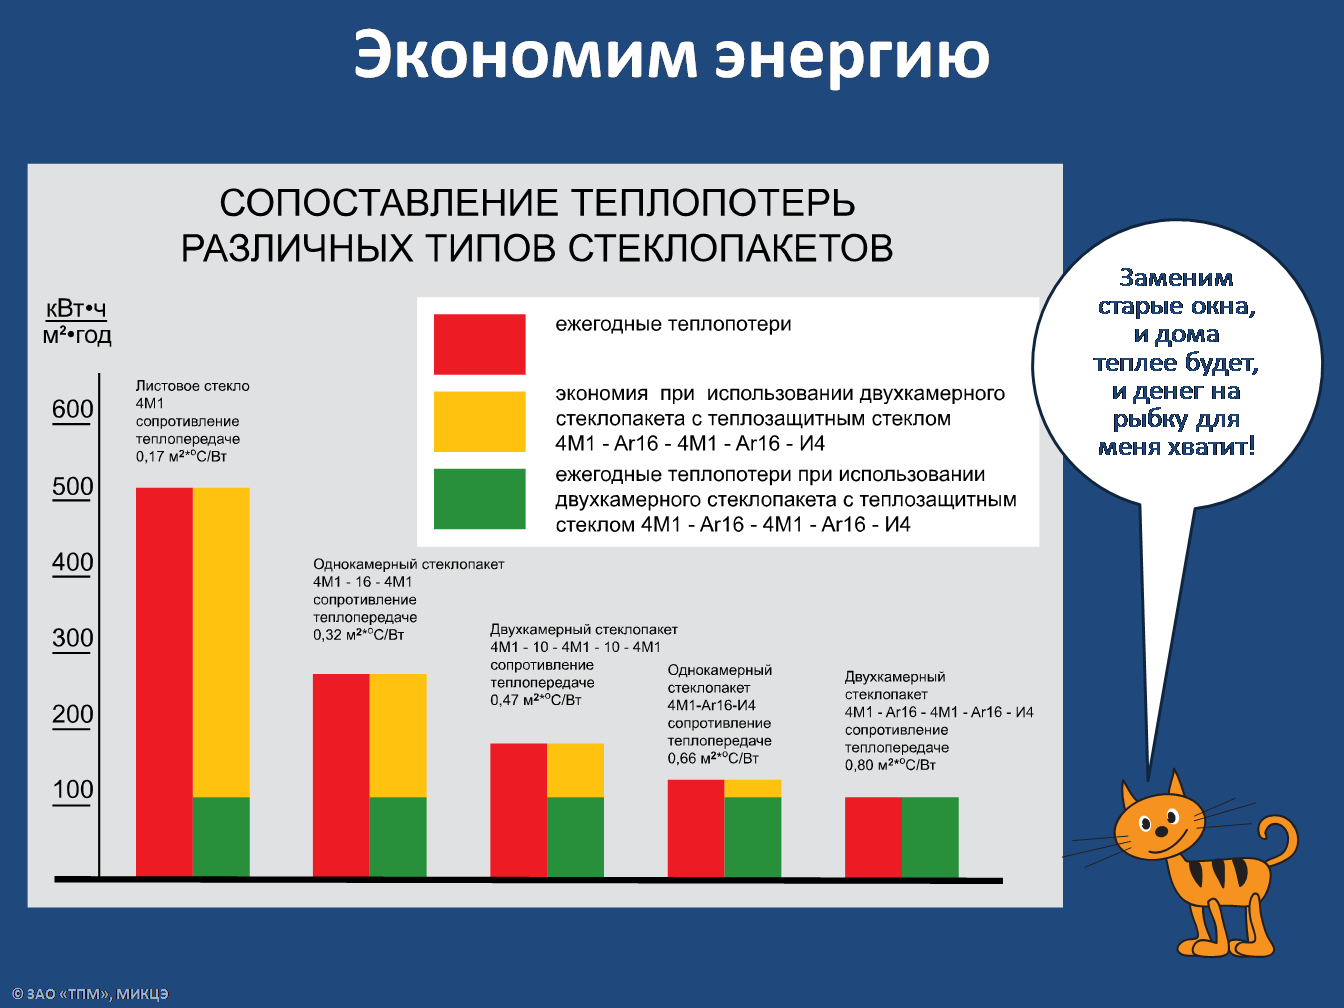 Экономим энергию
СОПОСТАВЛЕНИЕ ТЕПЛОПОТЕРЬ
РАЗЛИЧНЫХ ТИПОВ СТЕКЛОПАКЕТОВ
кВт•ч
м²•год
ежегодные теплопотери
экономия при использовании двухкамерного
стеклопакета с теплозащитным стеклом
4М1 - Ar16 - 4М1 - Ar16 - И4
ежегодные теплопотери при использовании
двухкамерного стеклопакета с теплозащитным
стеклом 4М1 - Ar16 - 4М1 - Ar16 - И4
Заменим
старые окна,
и дома
теплее будет,
и денег на
рыбку для
меня хватит!
600
500
400
300
200
100
Листовое стекло
4М1
сопротивление
теплопередаче
0,17 м²*°С/Вт
Однокамерный стеклопакет
4М1 - 16 - 4М1
сопротивление
теплопередаче
0,32 м²*°С/Вт
Двухкамерный стеклопакет
4М1 - 10 - 4М1 - 10 - 4М1
сопротивление
теплопередаче
0,47 м²*°С/Вт
Однокамерный
стеклопакет
4М1-Ar16-И4
сопротивление
теплопередаче
0,66 м²*°С/Вт
Двухкамерный
стеклопакет
4М1 - Ar16 - 4М1 - Ar16 - И4
сопротивление
теплопередаче
0,80 м²*°С/Вт
© ЗАО «ТПМ», МИКЦЭ